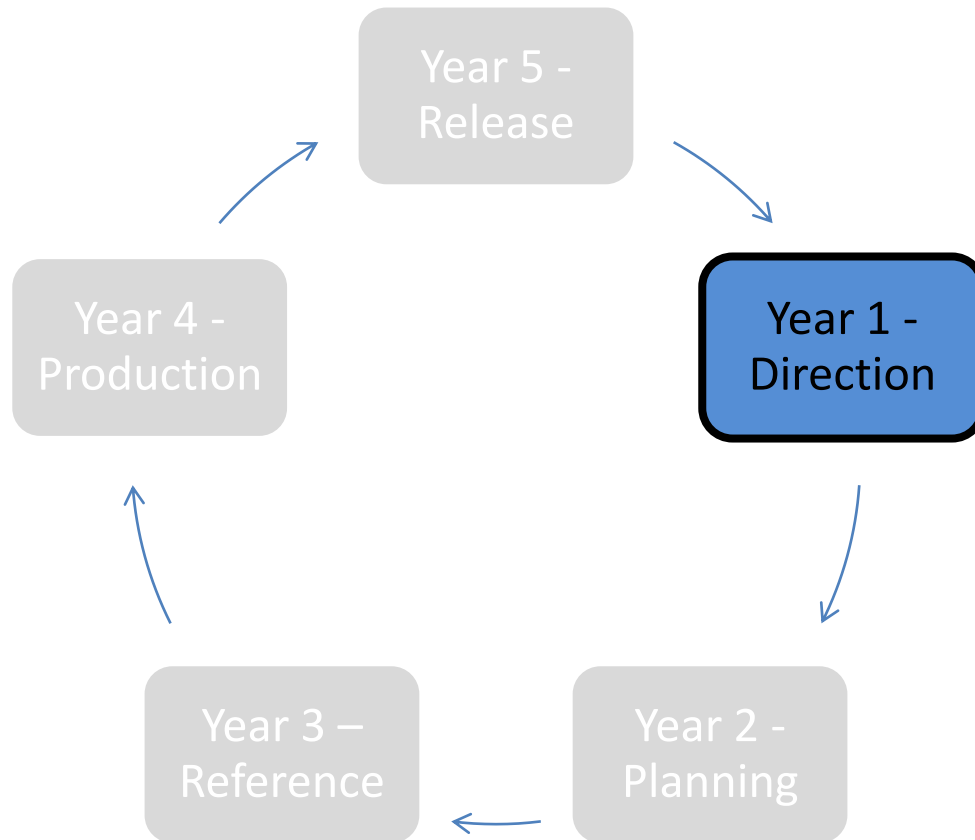 Year 5 -
Release
Year 1 -
Direction
Year 2 -
Planning
Year 3 –
Reference
Year 4 -
Production